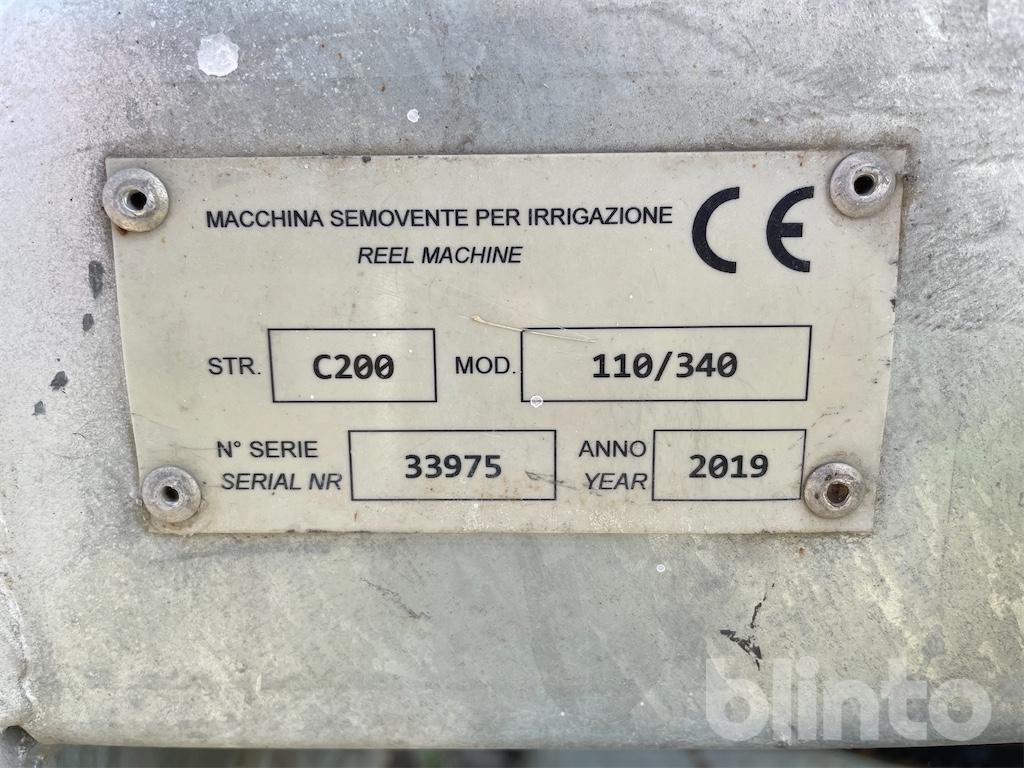 MACCHINA SEMOVENTE PER IRRIGAZIONE
REEL MACHINE
CE
STR. C200 MOD. 110/340
N° SERIE
SERIAL NR
33975
ANNO
YEAR
2019
blinto